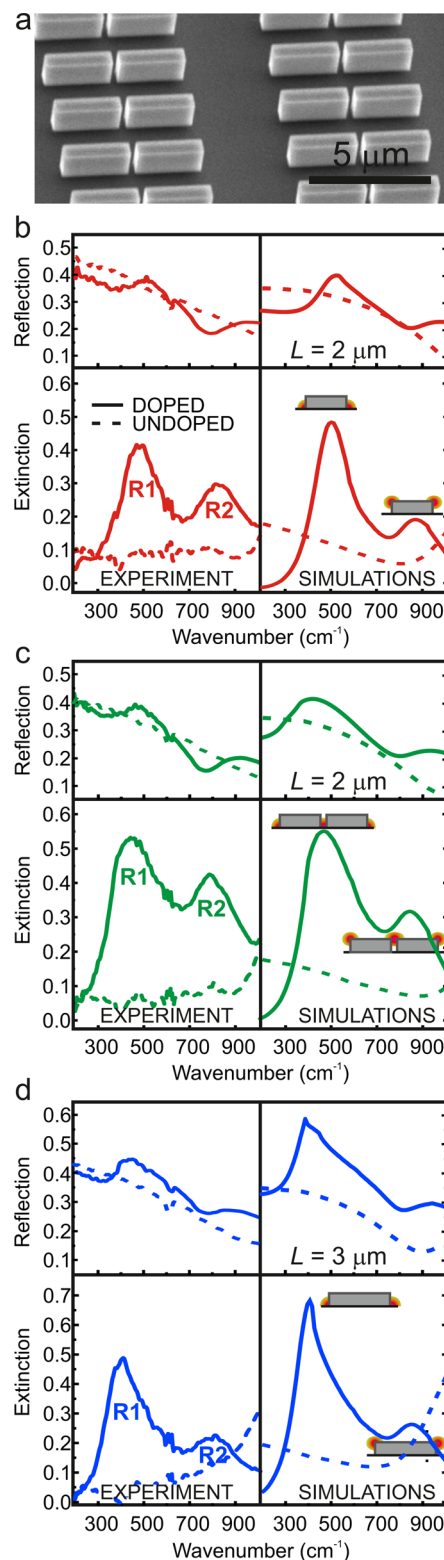 a
5 μm
b
0.5
0.4
0.3
0.2
0.1
Reflection
L = 2 μm
0.6
0.5
0.4
0.3
0.2
0.1
0.0
Extinction
DOPED
UNDOPED
R1
R2
EXPERIMENT
SIMULATIONS
300 500 700 900 300 500 700 900
Wavenumber (cm⁻¹)
c
0.5
0.4
0.3
0.2
0.1
Reflection
L = 2 μm
0.6
0.5
0.4
0.3
0.2
0.1
0.0
Extinction
R1
R2
EXPERIMENT
SIMULATIONS
300 500 700 900 300 500 700 900
Wavenumber (cm⁻¹)
d
0.6
0.5
0.4
0.3
0.2
0.1
Reflection
L = 3 μm
0.7
0.6
0.5
0.4
0.3
0.2
0.1
0.0
Extinction
R1
R2
EXPERIMENT
SIMULATIONS
300 500 700 900 300 500 700 900
Wavenumber (cm⁻¹)